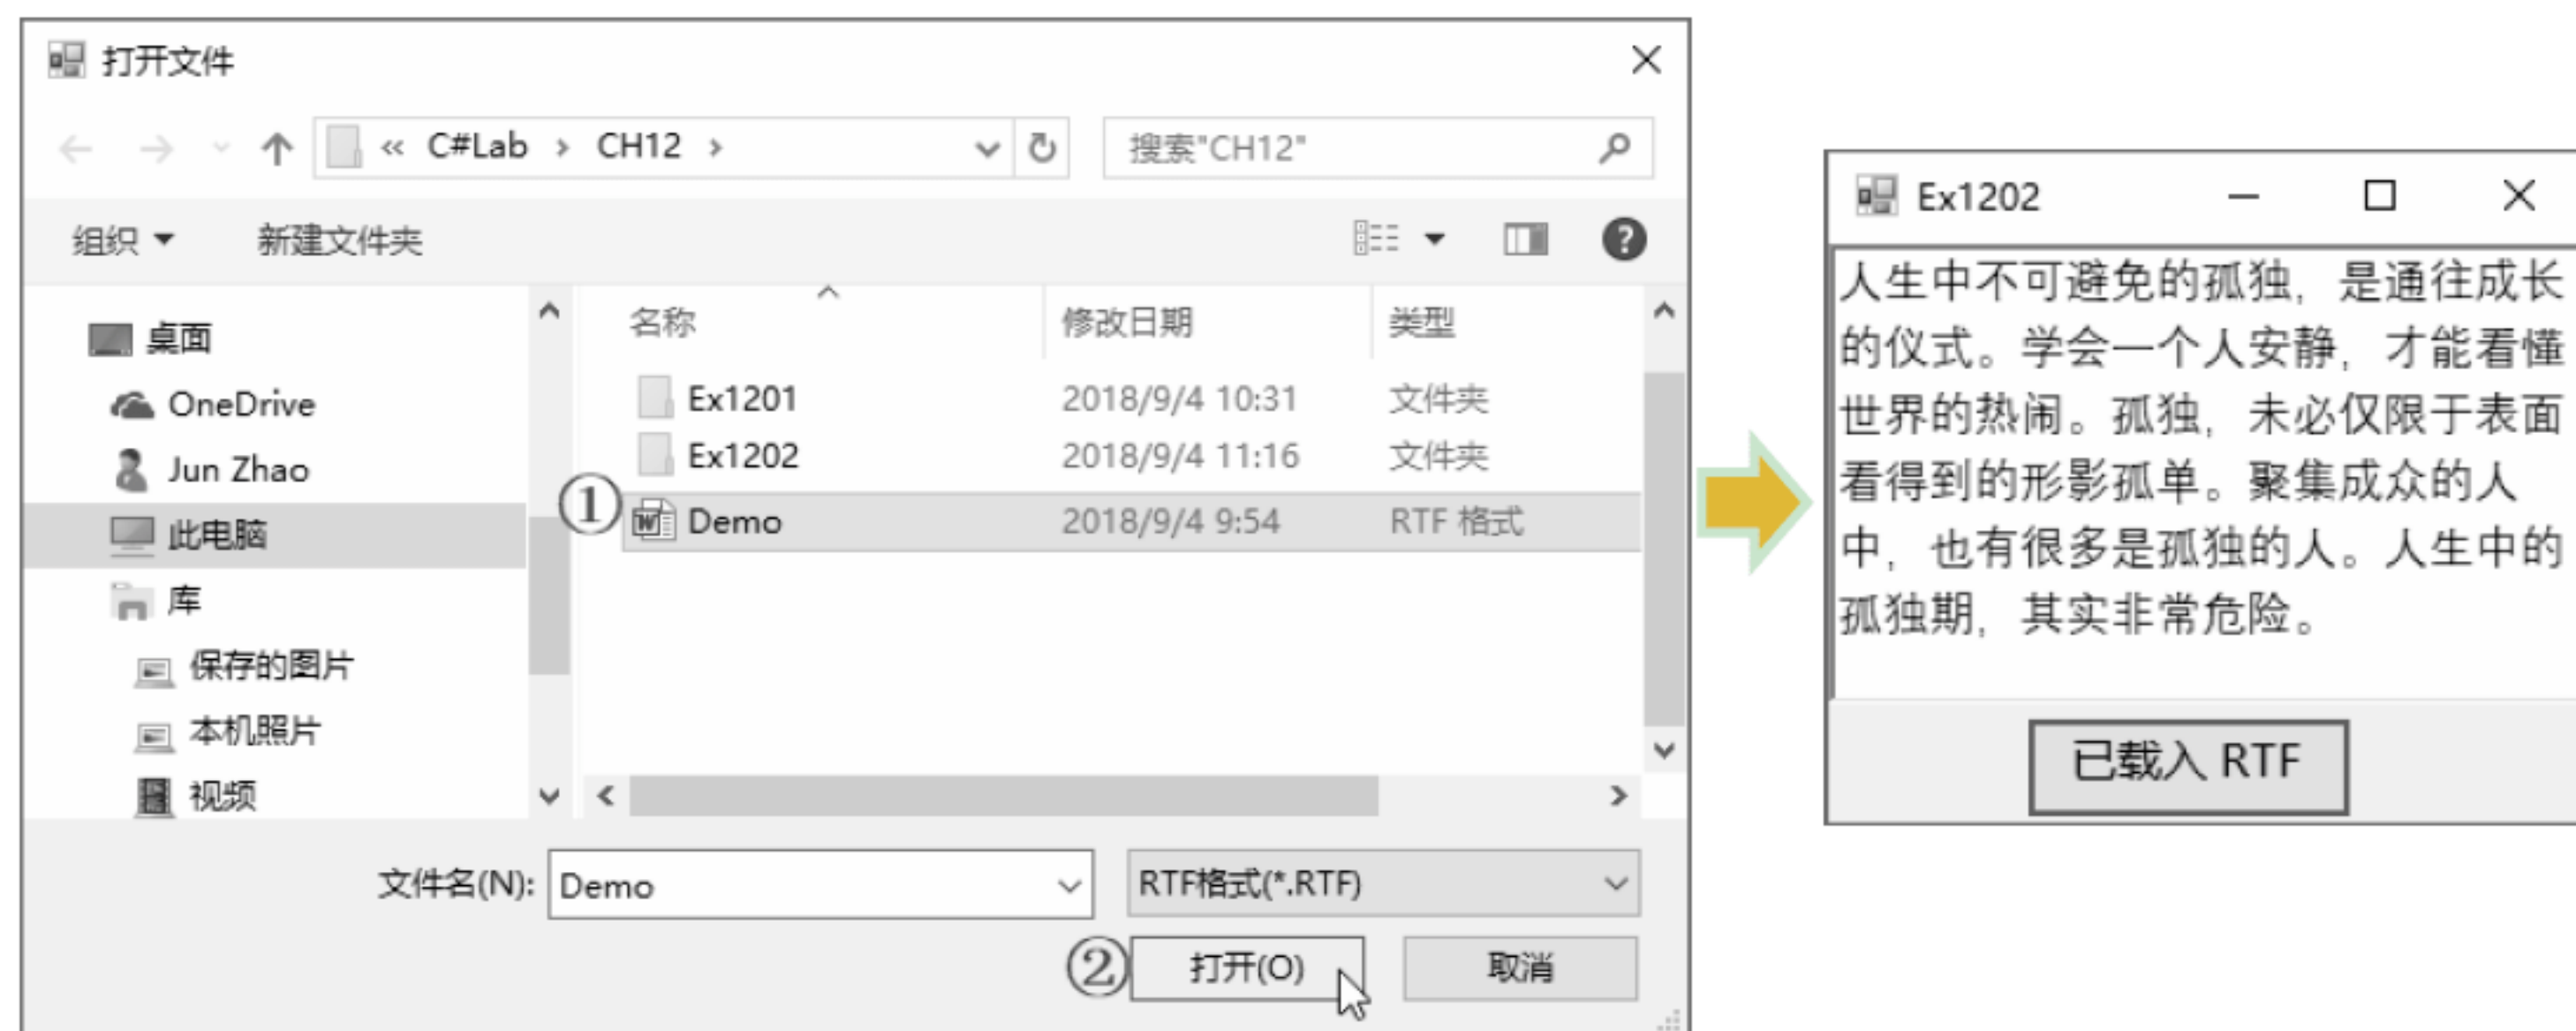 打开文件
« C#Lab › CH12 ›
搜索"CH12"
组织
新建文件夹
桌面
OneDrive
Jun Zhao
此电脑
库
保存的图片
本机照片
视频
名称 修改日期 类型
Ex1201 2018/9/4 10:31 文件夹
Ex1202 2018/9/4 11:16 文件夹
① Demo 2018/9/4 9:54 RTF 格式
文件名(N): Demo
RTF格式(*.RTF)
② 打开(O)
取消
Ex1202
人生中不可避免的孤独，是通往成长
的仪式。学会一个人安静，才能看懂
世界的热闹。孤独，未必仅限于表面
看得到的形影孤单。聚集成众的人
中，也有很多是孤独的人。人生中的
孤独期，其实非常危险。
已载入 RTF